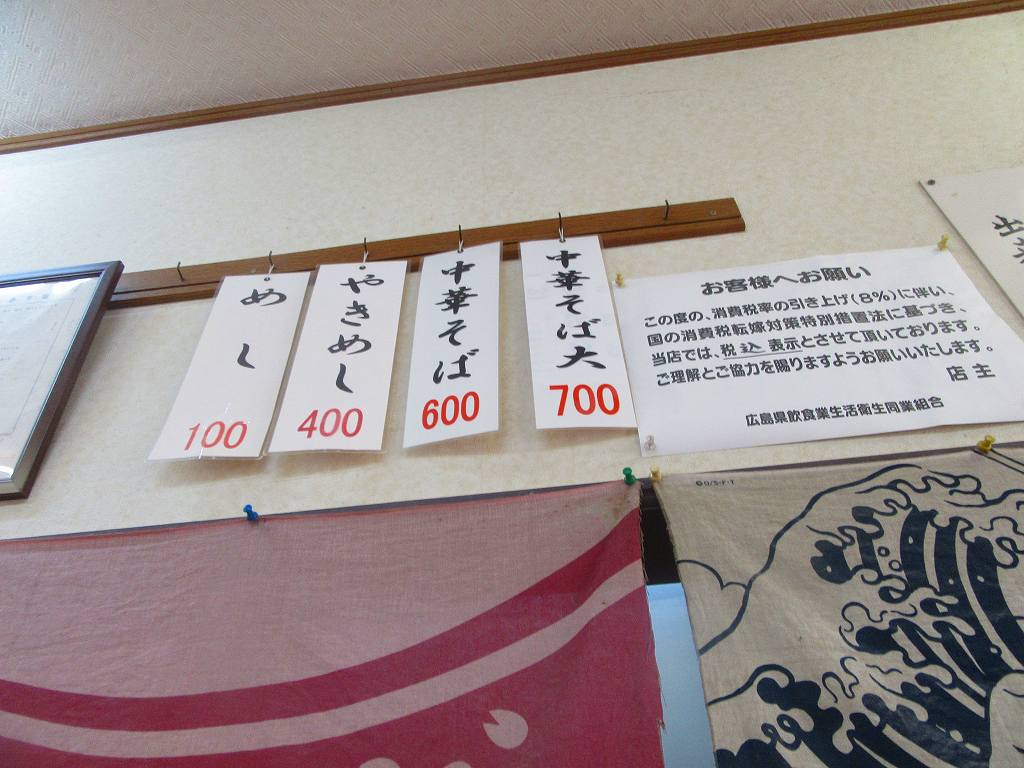 めし
100
やきめし
400
中華そば
600
中華そば大
700
お客様へお願い
この度の、消費税率の引き上げ(8%)に伴い、
国の消費税転嫁対策特別措置法に基づき、
当店では、税 込 表示とさせて頂いております。
ご理解とご協力を賜りますようお願いいたします。
店主
広島県飲食業生活衛生同業組合
出